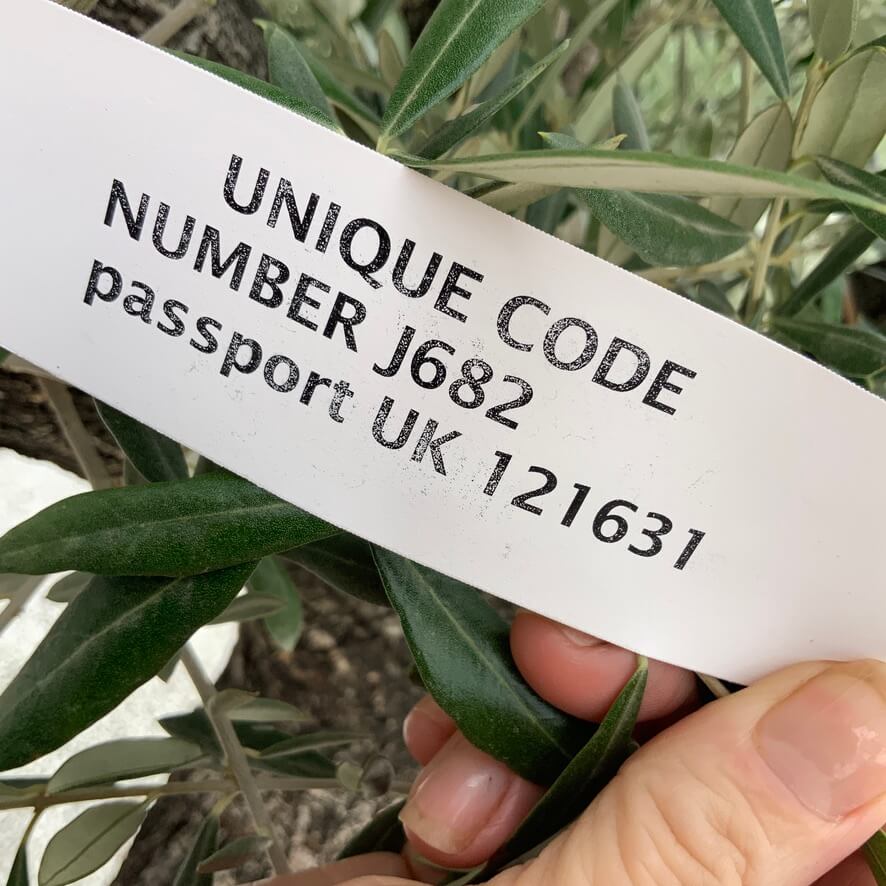 UNIQUE CODE
NUMBER J682
passport UK 121631